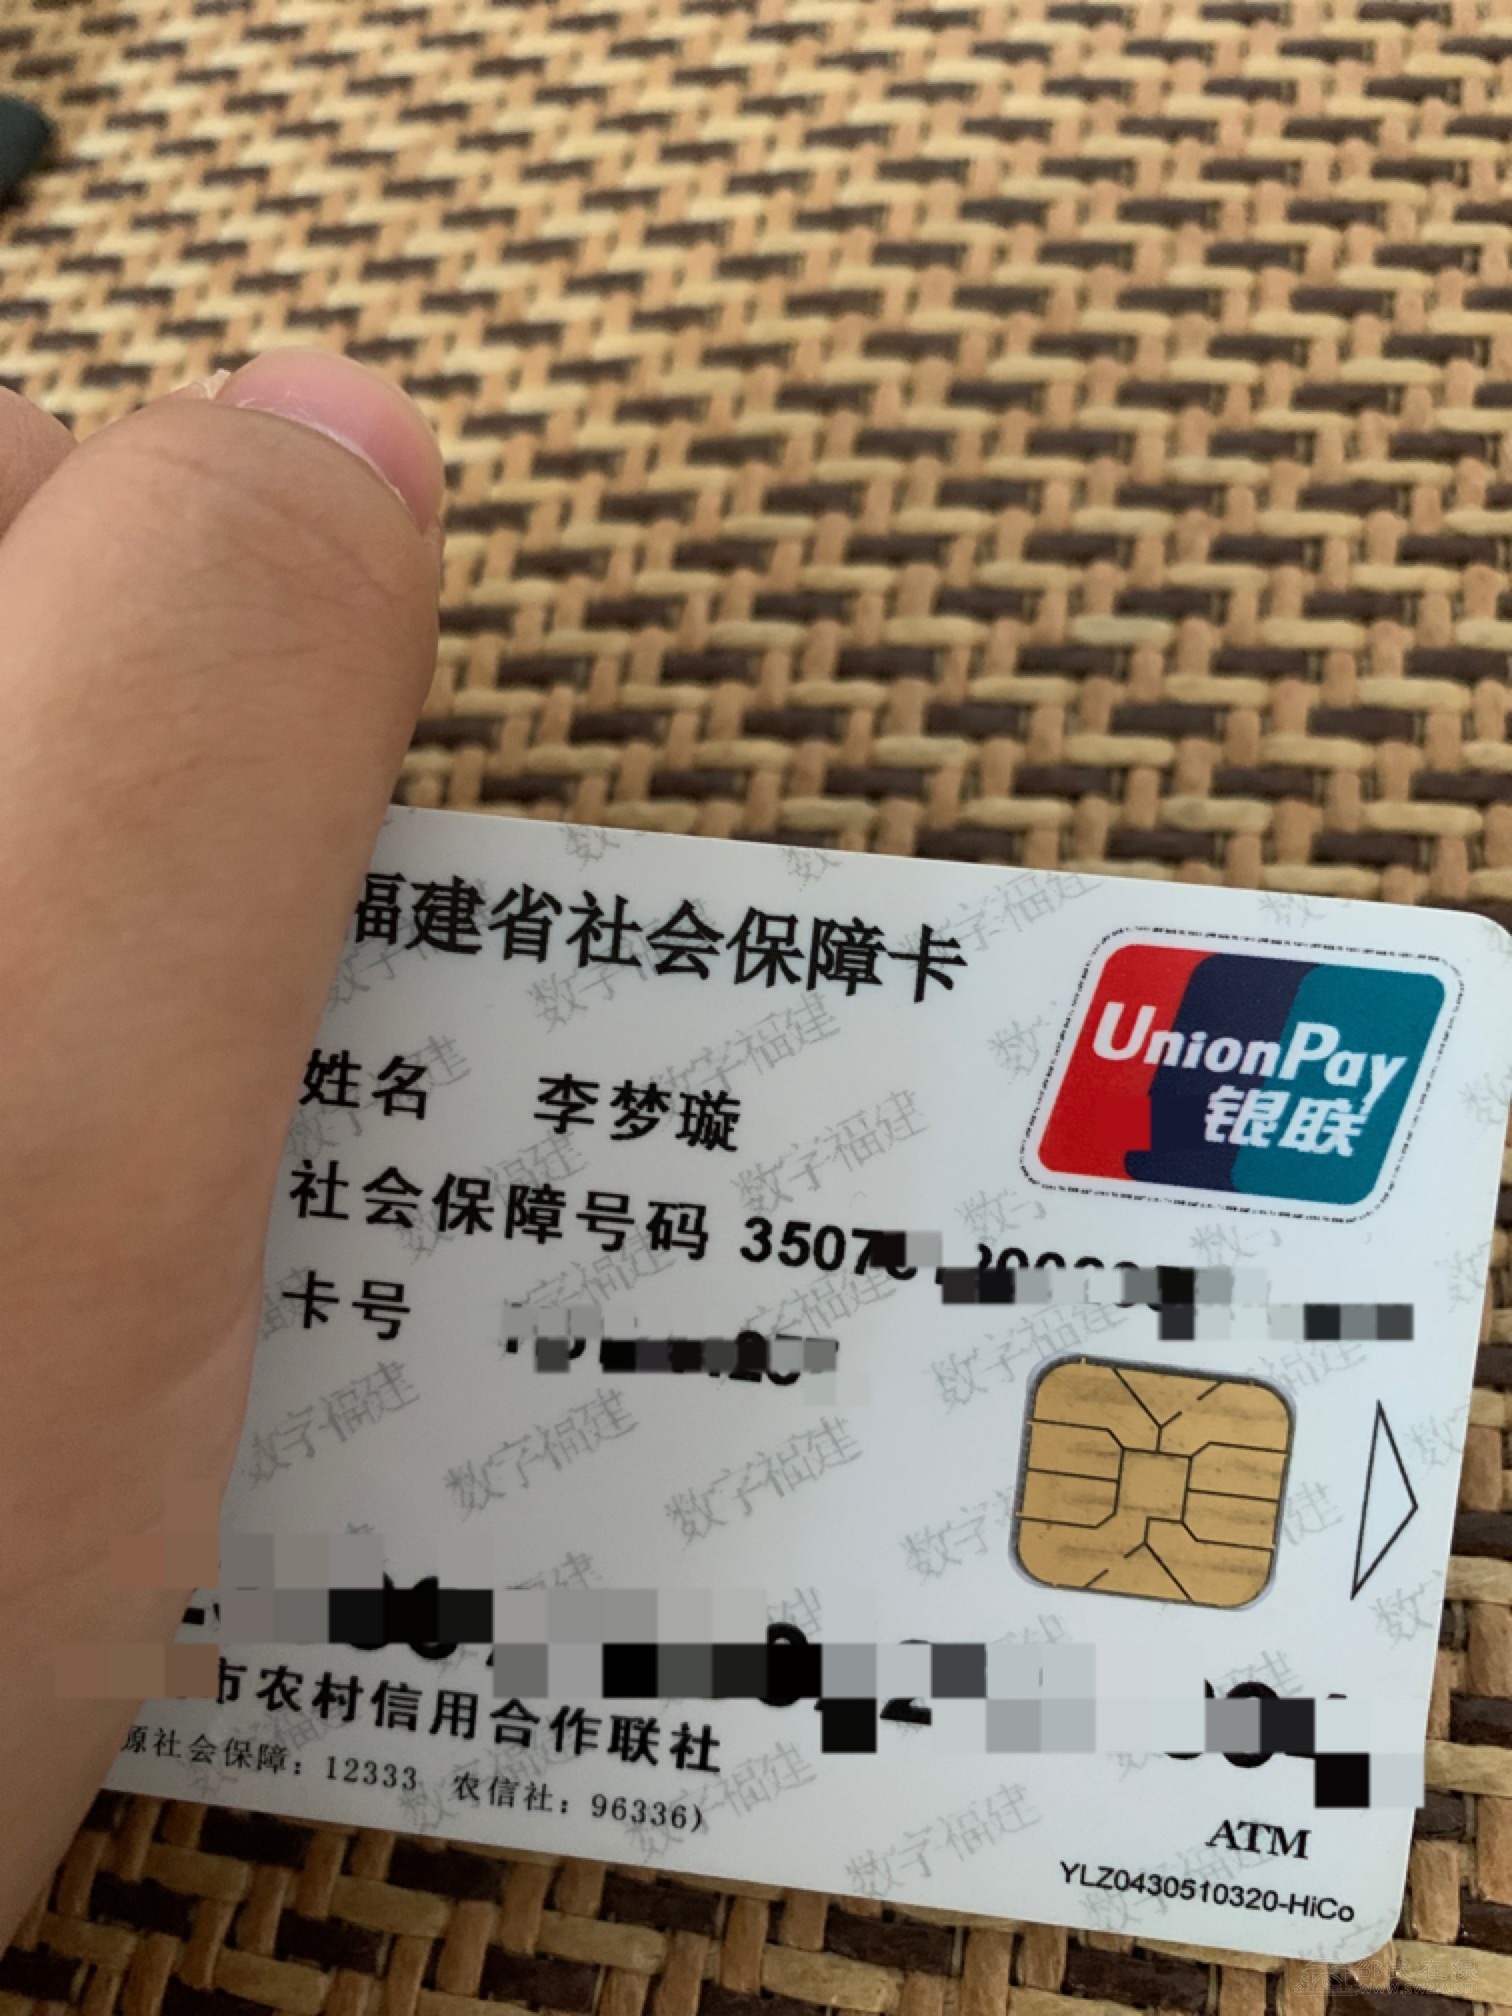 福建省社会保障卡
UnionPay
银联
姓名 李梦璇
社会保障号码 3507
卡号
市农村信用合作联社
源社会保障：12333 农信社：96336)
ATM
YLZ0430510320-HiCo